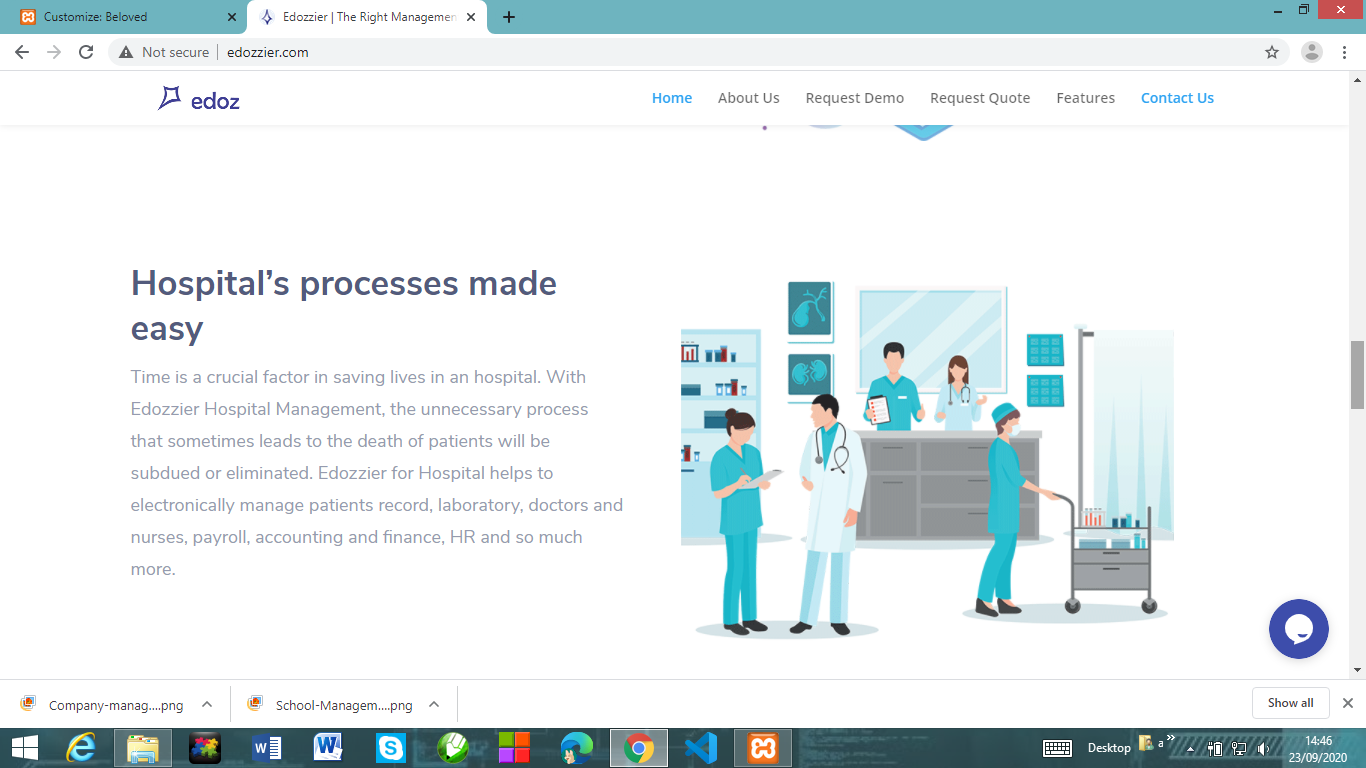 Customize: Beloved
Edozzier | The Right Managemen
Not secure
edozzier.com
edoz
Home
About Us
Request Demo
Request Quote
Features
Contact Us
Hospital’s processes made
easy
Time is a crucial factor in saving lives in an hospital. With
Edozzier Hospital Management, the unnecessary process
that sometimes leads to the death of patients will be
subdued or eliminated. Edozzier for Hospital helps to
electronically manage patients record, laboratory, doctors and
nurses, payroll, accounting and finance, HR and so much
more.
Company-manag....png
School-Managem....png
Show all
Desktop
a
14:46
23/09/2020